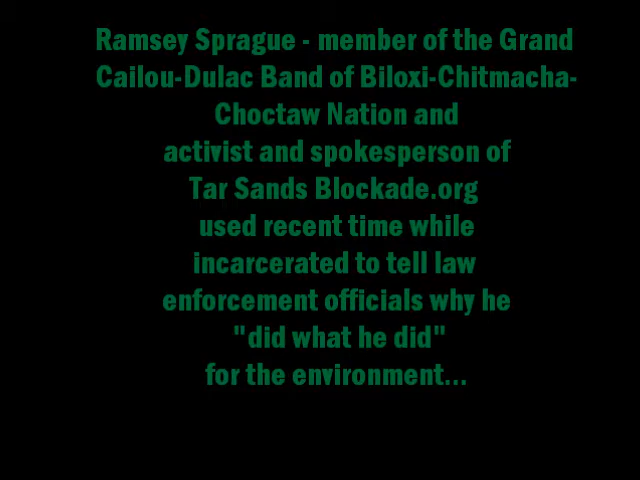 Ramsey Sprague - member of the Grand
Cailou-Dulac Band of Biloxi-Chitmacha-
Choctaw Nation and
activist and spokesperson of
Tar Sands Blockade.org
used recent time while
incarcerated to tell law
enforcement officials why he
"did what he did"
for the environment...